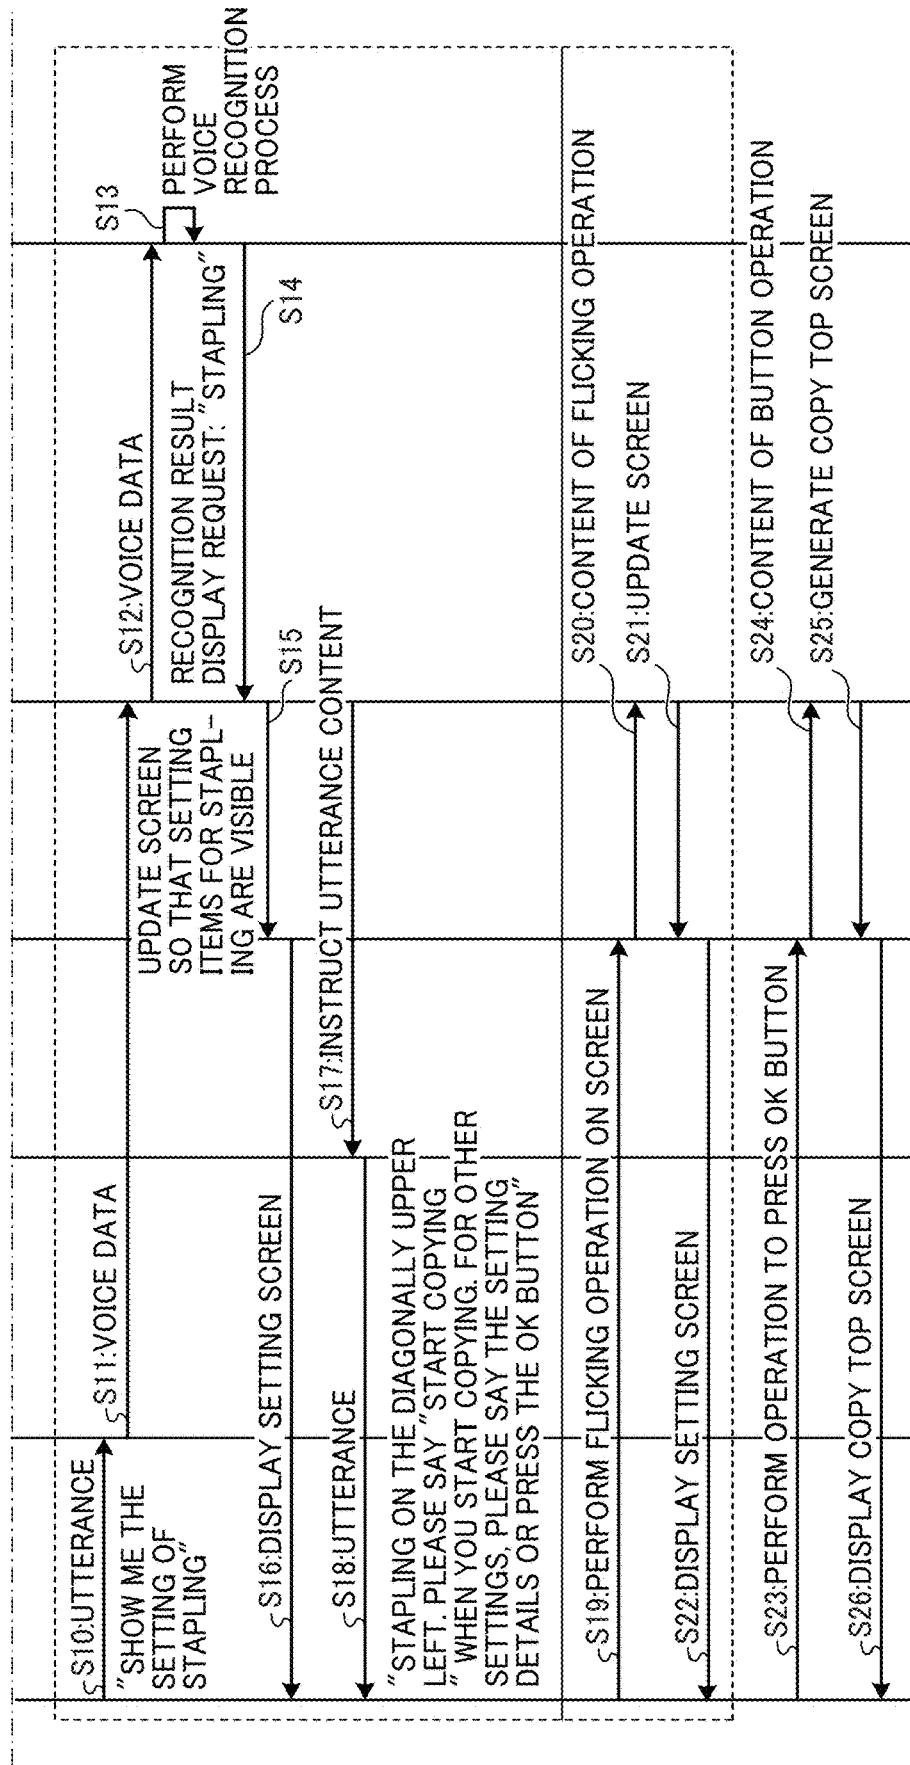 S10:UTTERANCE
"SHOW ME THE
SETTING OF
STAPLING"
S11:VOICE DATA
S12:VOICE DATA
S13
PERFORM
VOICE
RECOGNITION
PROCESS
RECOGNITION RESULT
DISPLAY REQUEST: "STAPLING"
S14
UPDATE SCREEN
SO THAT SETTING
ITEMS FOR STAPL-
ING ARE VISIBLE
S15
S16:DISPLAY SETTING SCREEN
S17:INSTRUCT UTTERANCE CONTENT
S18:UTTERANCE
"STAPLING ON THE DIAGONALLY UPPER
LEFT. PLEASE SAY "START COPYING
" WHEN YOU START COPYING. FOR OTHER
SETTINGS, PLEASE SAY THE SETTING
DETAILS OR PRESS THE OK BUTTON"
S19:PERFORM FLICKING OPERATION ON SCREEN
S20:CONTENT OF FLICKING OPERATION
S21:UPDATE SCREEN
S22:DISPLAY SETTING SCREEN
S23:PERFORM OPERATION TO PRESS OK BUTTON
S24:CONTENT OF BUTTON OPERATION
S25:GENERATE COPY TOP SCREEN
S26:DISPLAY COPY TOP SCREEN